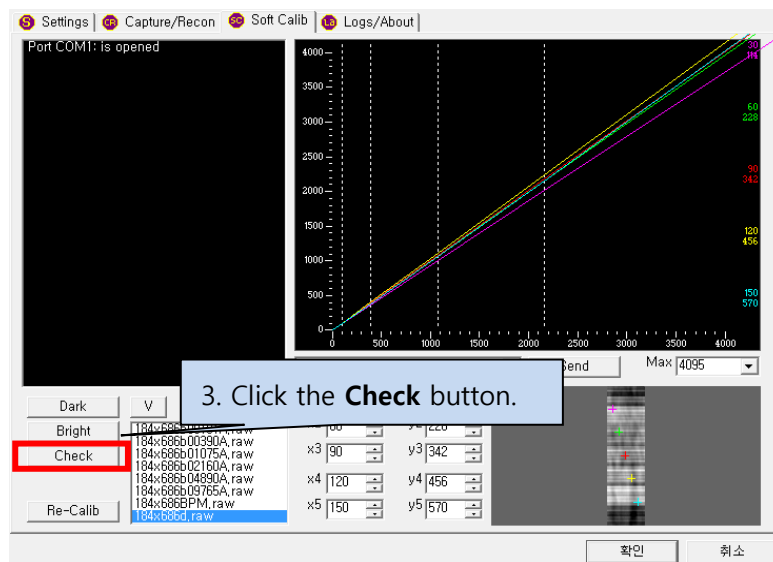 Settings
Capture/Recon
Soft Calib
Logs/About
Port COM1: is opened
4000
3500
3000
2500
2000
1500
1000
500
0
0 500 1000 1500 2000 2500 3000 3500 4000
30
114
60
228
90
342
120
456
150
570
Send
Max 4095
3. Click the Check button.
Dark
V
Bright
Check
Re-Calib
184x686b00390A,raw
184x686b01075A,raw
184x686b02160A,raw
184x686b04890A,raw
184x686b09765A,raw
184x686BPM,raw
184x686d,raw
x2 60 y2 228
x3 90 y3 342
x4 120 y4 456
x5 150 y5 570
확인
취소